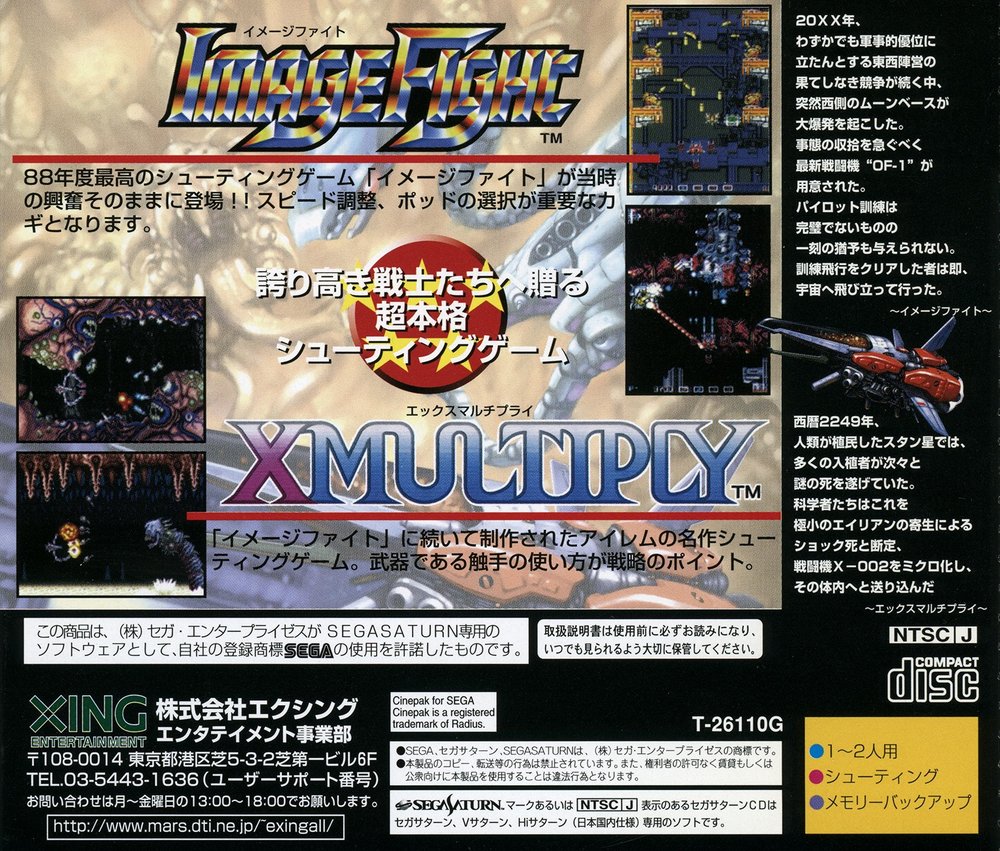 イメージファイト
IMAGE FIGHT
TM
88年度最高のシューティングゲーム「イメージファイト」が当時
の興奮そのままに登場!!スピード調整、ポッドの選択が重要なカ
ギとなります。
誇り高き戦士たちへ贈る
超本格
シューティングゲーム
エックスマルチプライ
XMULTIPLY
TM
「イメージファイト」に続いて制作されたアイレムの名作シュー
ティングゲーム。武器である触手の使い方が戦略のポイント。
20XX年、
わずかでも軍事的優位に
立たんとする東西陣営の
果てしなき競争が続く中、
突然西側のムーンベースが
大爆発を起こした。
事態の収拾を急ぐべく
最新戦闘機“OF-1”が
用意された。
パイロット訓練は
完璧でないものの
一刻の猶予も与えられない。
訓練飛行をクリアした者は即、
宇宙へ飛び立って行った。
〜イメージファイト〜
西暦2249年、
人類が植民したスタン星では、
多くの入植者が次々と
謎の死を遂げていた。
科学者たちはこれを
極小のエイリアンの寄生による
ショック死と断定、
戦闘機X-002をミクロ化し、
その体内へと送り込んだ
〜エックスマルチプライ〜
この商品は、(株)セガ・エンタープライゼスがSEGASATURN専用の
ソフトウェアとして、自社の登録商標SEGAの使用を許諾したものです。
取扱説明書は使用前に必ずお読みになり、
いつでも見られるよう大切に保管してください。
NTSC J
COMPACT
disc
XING
ENTERTAINMENT
株式会社エクシング
エンタテイメント事業部
〒108-0014 東京都港区芝5-3-2芝第一ビル6F
TEL.03-5443-1636(ユーザーサポート番号)
お問い合わせは月〜金曜日の13:00〜18:00でお願いします。
http://www.mars.dti.ne.jp/~exingall/
Cinepak for SEGA
Cinepak is a registered
trademark of Radius.
T-26110G
●SEGA、セガサターン、SEGASATURNは、(株)セガ・エンタープライゼスの商標です。
●本製品のコピー、転送等の行為は禁止されています。また、権利者の許可なく賃貸もしくは
公衆向けに本製品を使用することは違法行為となります。
SEGASATURN.マークあるいは NTSC J 表示のあるセガサターンCDは
セガサターン、Vサターン、Hiサターン(日本国内仕様)専用のソフトです。
●1〜2人用
●シューティング
●メモリーバックアップ